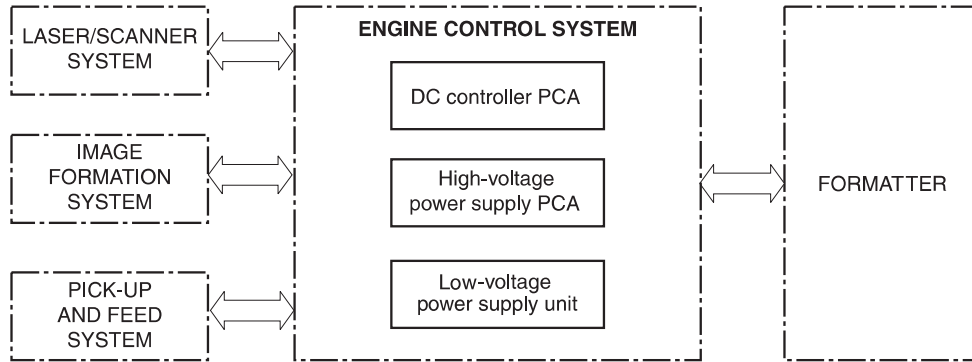 LASER/SCANNER
SYSTEM
IMAGE
FORMATION
SYSTEM
PICK-UP
AND FEED
SYSTEM
ENGINE CONTROL SYSTEM
DC controller PCA
High-voltage
power supply PCA
Low-voltage
power supply unit
FORMATTER